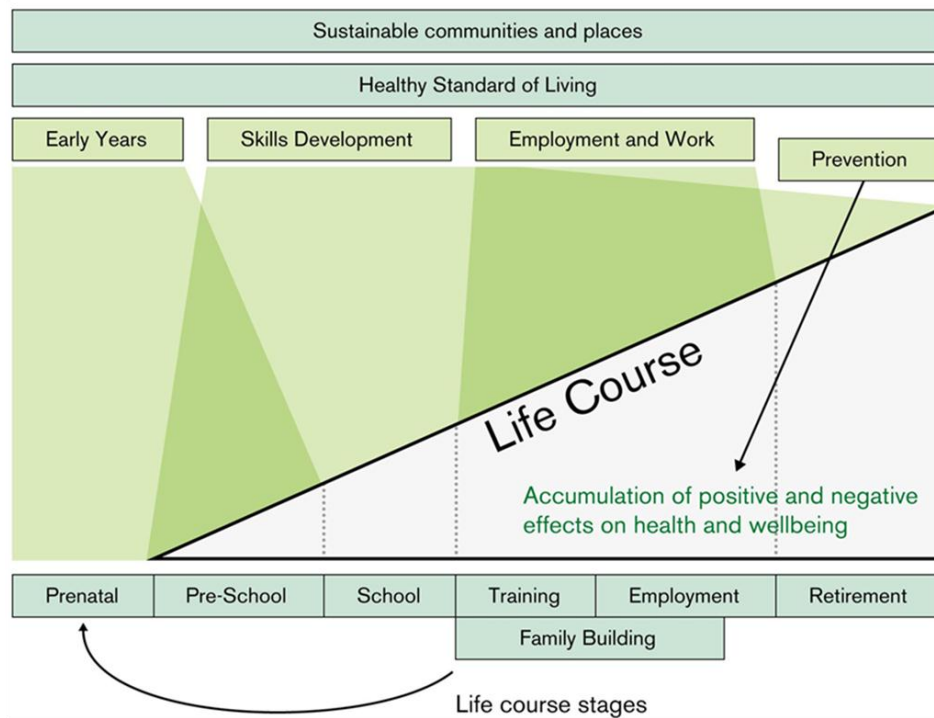 Sustainable communities and places
Healthy Standard of Living
Early Years
Skills Development
Employment and Work
Prevention
Life Course
Accumulation of positive and negative
effects on health and wellbeing
Prenatal
Pre-School
School
Training
Employment
Retirement
Family Building
Life course stages